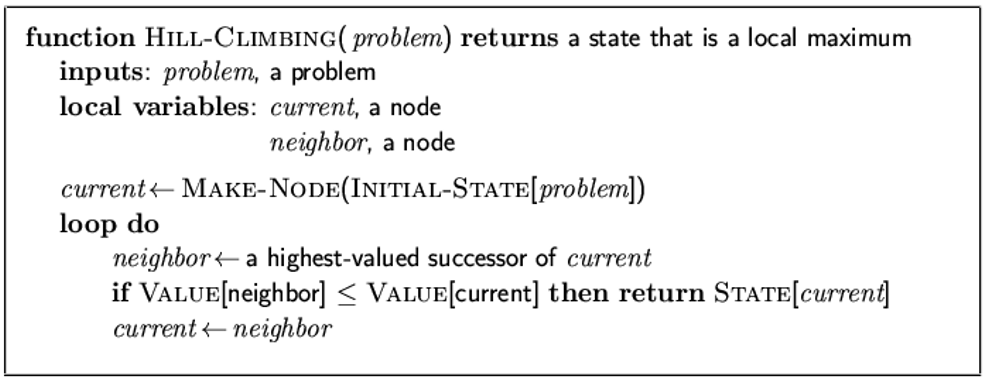 function HILL-CLIMBING( problem) returns a state that is a local maximum
inputs: problem, a problem
local variables: current, a node
neighbor, a node
current ← MAKE-NODE(INITIAL-STATE[problem])
loop do
neighbor ← a highest-valued successor of current
if VALUE[neighbor] ≤ VALUE[current] then return STATE[current]
current ← neighbor